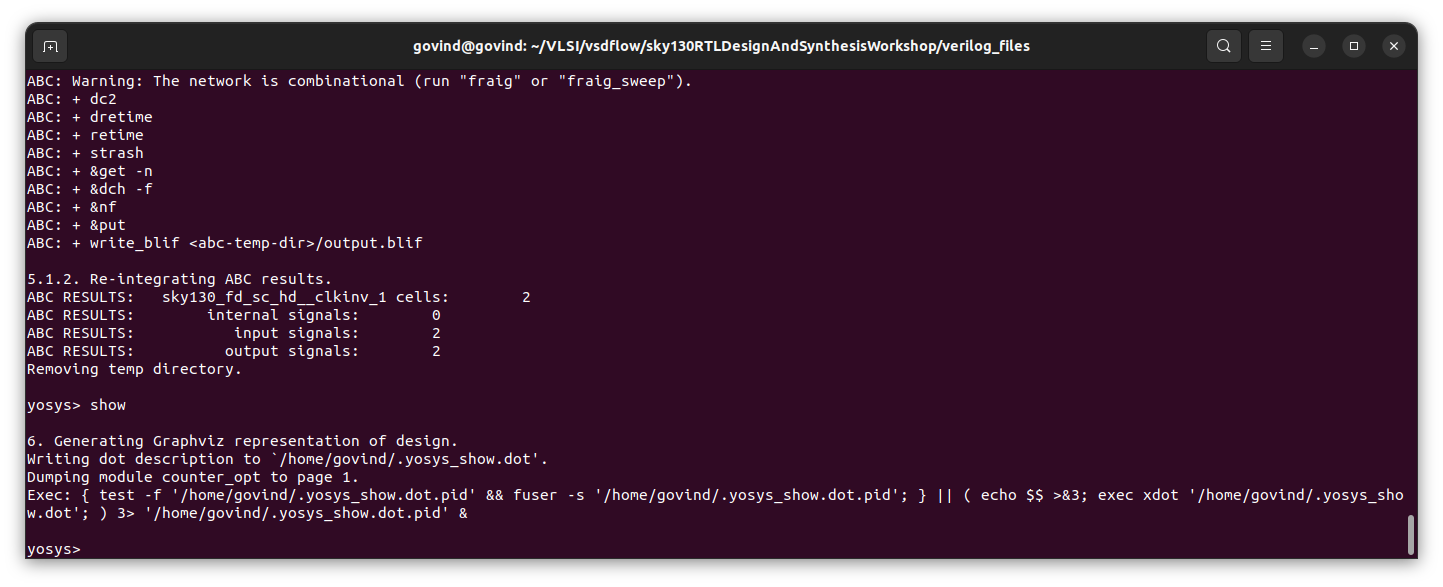 govind@govind: ~/VLSI/vsdflow/sky130RTLDesignAndSynthesisWorkshop/verilog_files
ABC: Warning: The network is combinational (run "fraig" or "fraig_sweep").
ABC: + dc2
ABC: + dretime
ABC: + retime
ABC: + strash
ABC: + &get -n
ABC: + &dch -f
ABC: + &nf
ABC: + &put
ABC: + write_blif <abc-temp-dir>/output.blif
5.1.2. Re-integrating ABC results.
ABC RESULTS:   sky130_fd_sc_hd__clkinv_1 cells:        2
ABC RESULTS:        internal signals:        0
ABC RESULTS:           input signals:        2
ABC RESULTS:          output signals:        2
Removing temp directory.
yosys> show
6. Generating Graphviz representation of design.
Writing dot description to `/home/govind/.yosys_show.dot'.
Dumping module counter_opt to page 1.
Exec: { test -f '/home/govind/.yosys_show.dot.pid' && fuser -s '/home/govind/.yosys_show.dot.pid'; } || ( echo $$ >&3; exec xdot '/home/govind/.yosys_sho
w.dot'; ) 3> '/home/govind/.yosys_show.dot.pid' &
yosys>